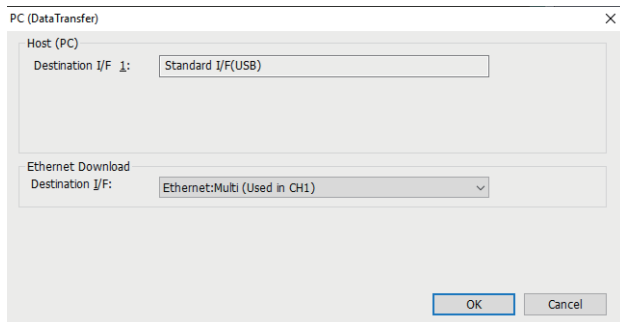 PC (DataTransfer)
Host (PC)
Destination I/F 1: Standard I/F(USB)
Ethernet Download
Destination I/F: Ethernet:Multi (Used in CH1)
OK Cancel